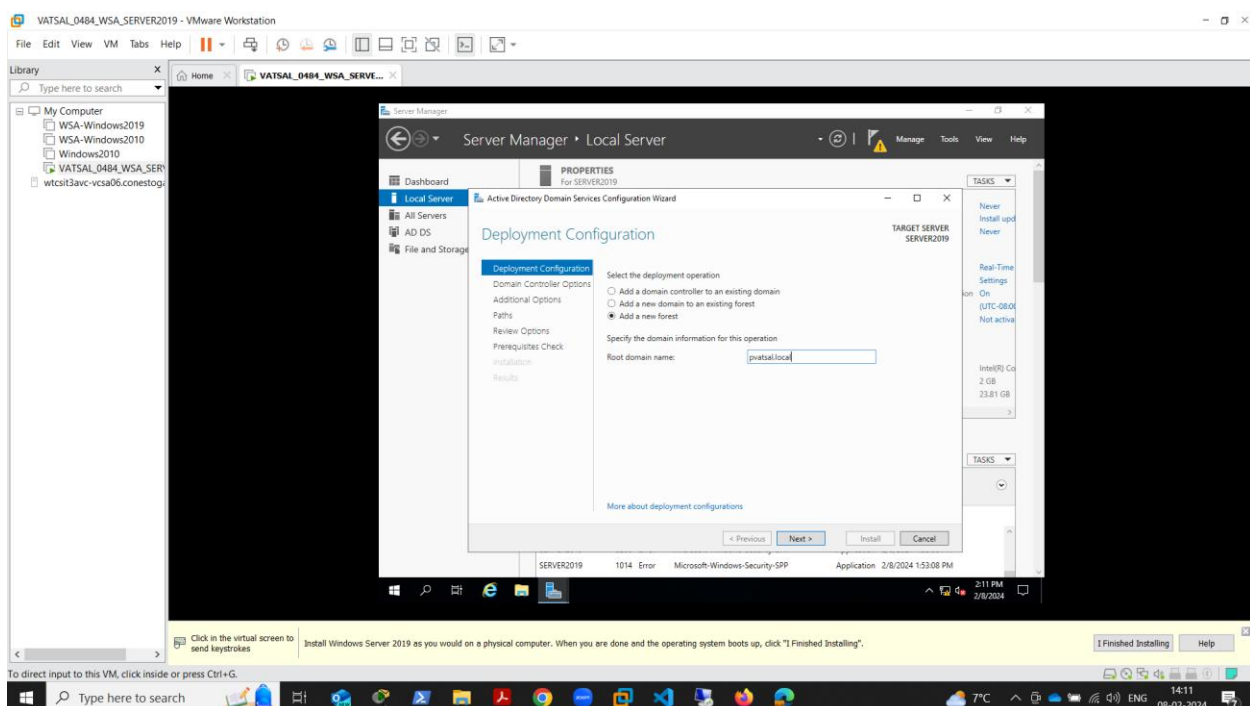 VATSAL_0484_WSA_SERVER2019 - VMware Workstation
File Edit View VM Tabs Help
Library X
Type here to search
Home
VATSAL_0484_WSA_SERVE...
My Computer
WSA-Windows2019
WSA-Windows2010
Windows2010
VATSAL_0484_WSA_SERV
wtcsit3avc-vcsa06.conestoga
Server Manager
Server Manager • Local Server
Manage Tools View Help
Dashboard
Local Server
All Servers
AD DS
File and Storage
PROPERTIES
For SERVER2019
TASKS
Never
Install upd
Never
Real-Time
Settings
ion On
(UTC-08:00
Not activa
Intel(R) Co
2 GB
23.81 GB
TASKS
Active Directory Domain Services Configuration Wizard
Deployment Configuration
TARGET SERVER
SERVER2019
Deployment Configuration
Domain Controller Options
Additional Options
Paths
Review Options
Prerequisites Check
Installation
Results
Select the deployment operation
Add a domain controller to an existing domain
Add a new domain to an existing forest
Add a new forest
Specify the domain information for this operation
Root domain name: pvatsal.local
More about deployment configurations
< Previous Next > Install Cancel
SERVER2019 1014 Error Microsoft-Windows-Security-SPP Application 2/8/2024 1:53:08 PM
2:11 PM
2/8/2024
Click in the virtual screen to
send keystrokes
Install Windows Server 2019 as you would on a physical computer. When you are done and the operating system boots up, click "I Finished Installing".
I Finished Installing Help
To direct input to this VM, click inside or press Ctrl+G.
Type here to search
7°C ENG 14:11
08-02-2024